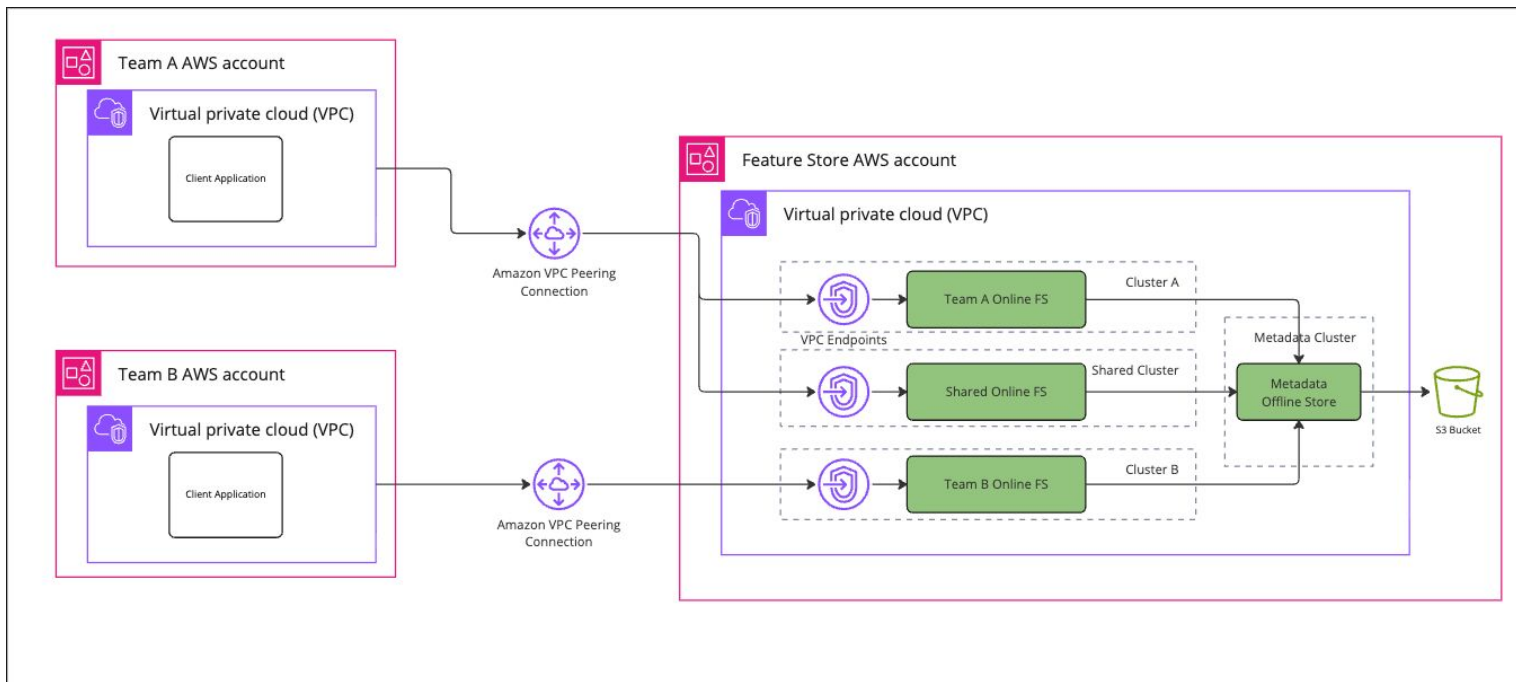 Team A AWS account
Virtual private cloud (VPC)
Client Application
Amazon VPC Peering
Connection
Team B AWS account
Virtual private cloud (VPC)
Client Application
Amazon VPC Peering
Connection
Feature Store AWS account
Virtual private cloud (VPC)
Cluster A
Team A Online FS
VPC Endpoints
Shared Cluster
Shared Online FS
Cluster B
Team B Online FS
Metadata Cluster
Metadata
Offline Store
S3 Bucket